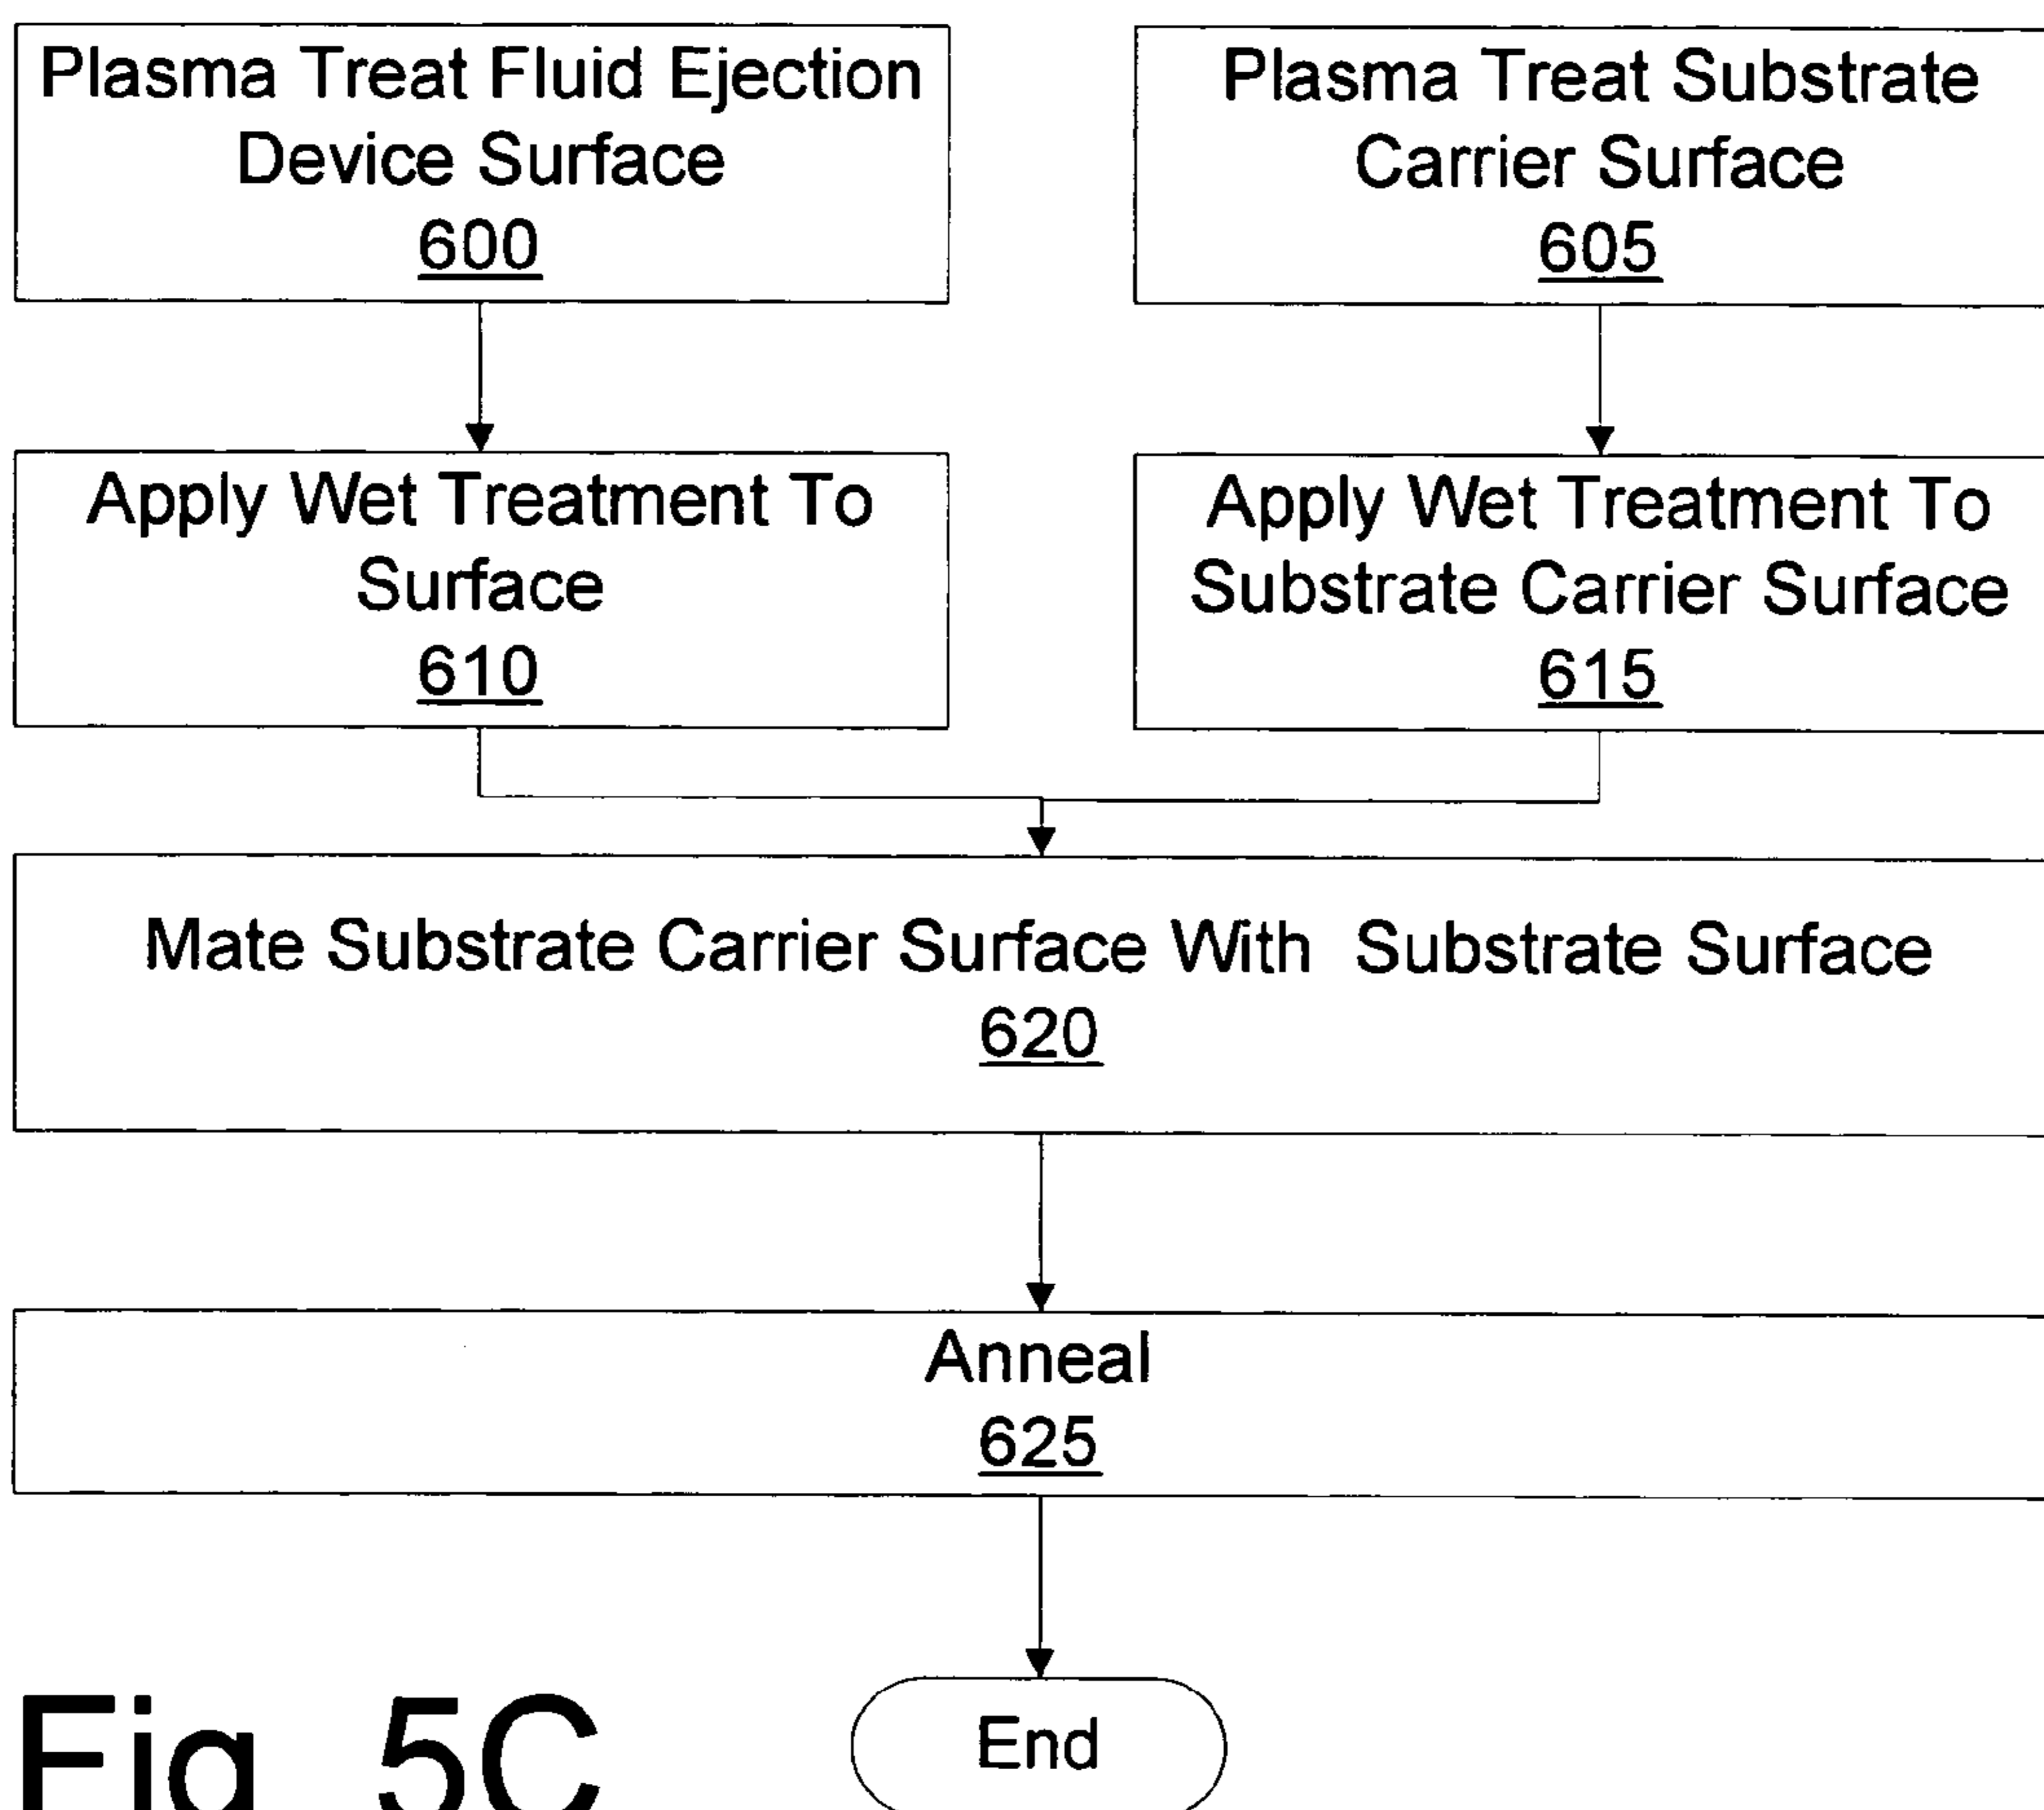 Plasma Treat Fluid Ejection
Device Surface
600
Plasma Treat Substrate
Carrier Surface
605
Apply Wet Treatment To
Surface
610
Apply Wet Treatment To
Substrate Carrier Surface
615
Mate Substrate Carrier Surface With Substrate Surface
620
Anneal
625
End
Fig 5C